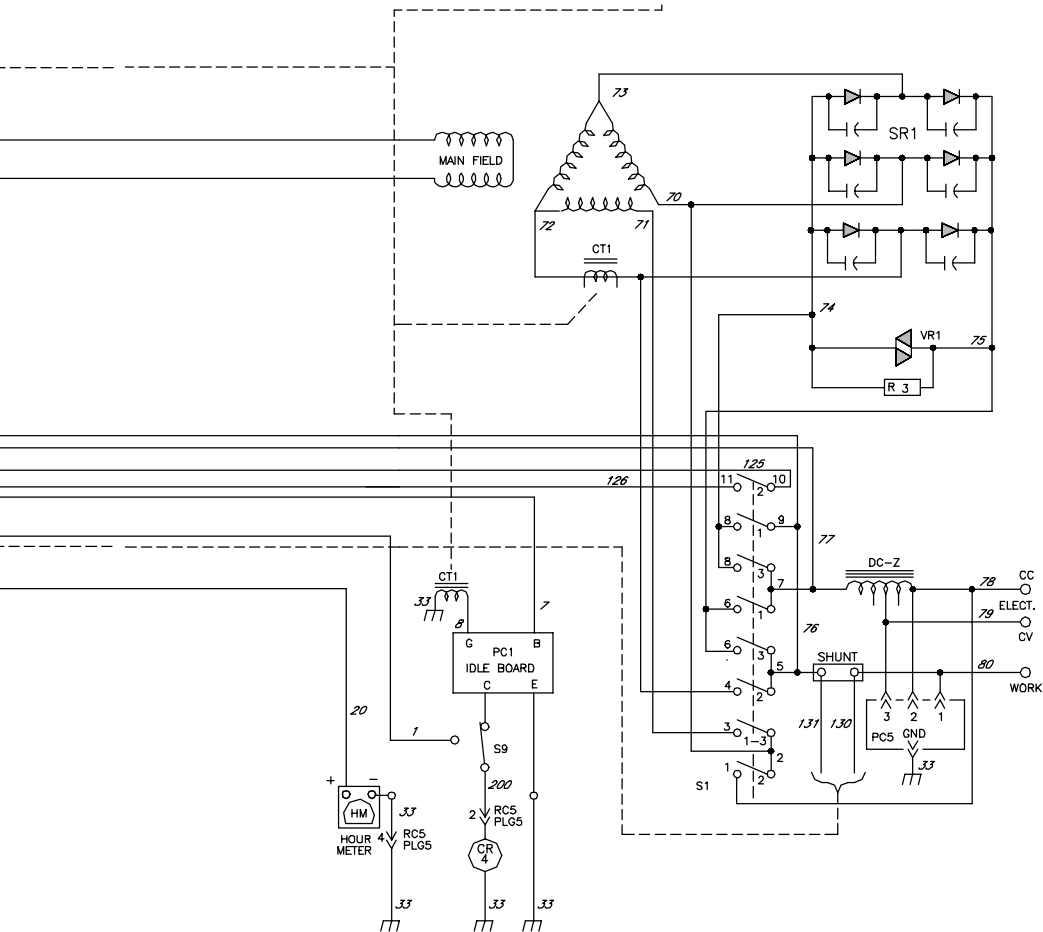 73
SR1
MAIN FIELD
70
72
71
CT1
74
VR1
75
R 3
125
11
10
126
2
8
9
1
77
8
3
7
DC-Z
78
CC
CT1
33
ELECT.
79
CV
6
1
7
8
76
G
B
PC1
IDLE BOARD
C
E
6
3
5
SHUNT
80
WORK
4
2
20
1
3
1-3
131
130
3
2
1
PC5
GND
S9
2
33
1
2
S1
200
+
-
HM
33
2
RC5
PLG5
HOUR
METER
4
RC5
PLG5
CR
4
33
33
33